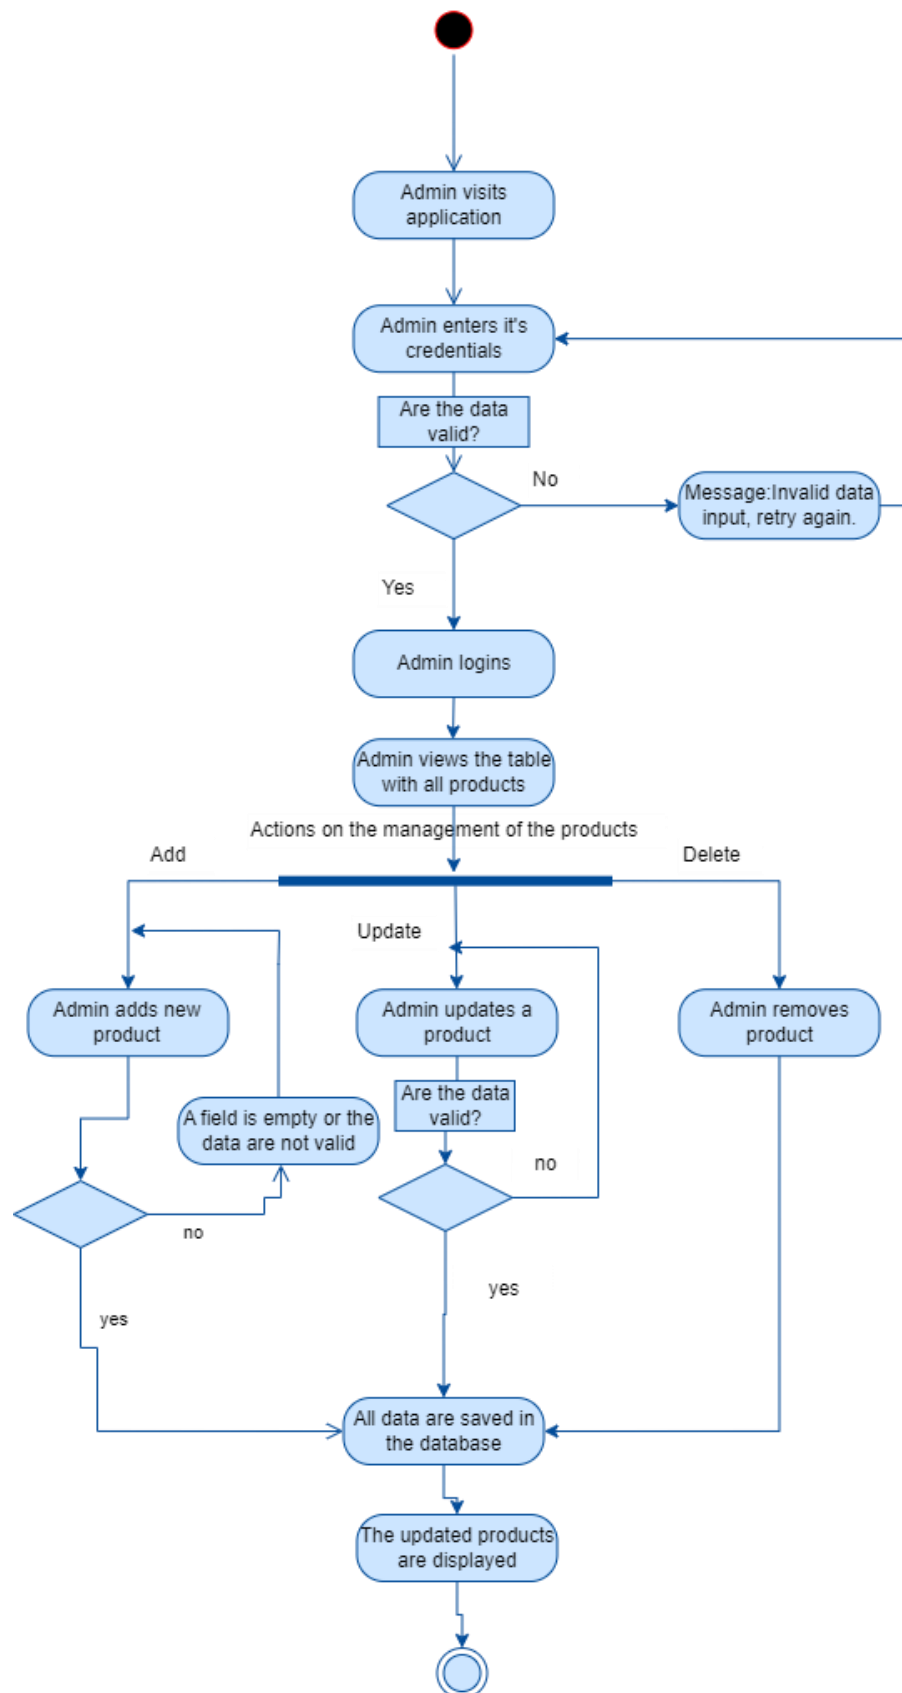 Admin visits
application
Admin enters it's
credentials
Are the data
valid?
No
Message:Invalid data
input, retry again.
Yes
Admin logins
Admin views the table
with all products
Actions on the management of the products
Add
Delete
Update
Admin adds new
product
Admin updates a
product
Admin removes
product
Are the data
valid?
A field is empty or the
data are not valid
no
no
yes
yes
All data are saved in
the database
The updated products
are displayed